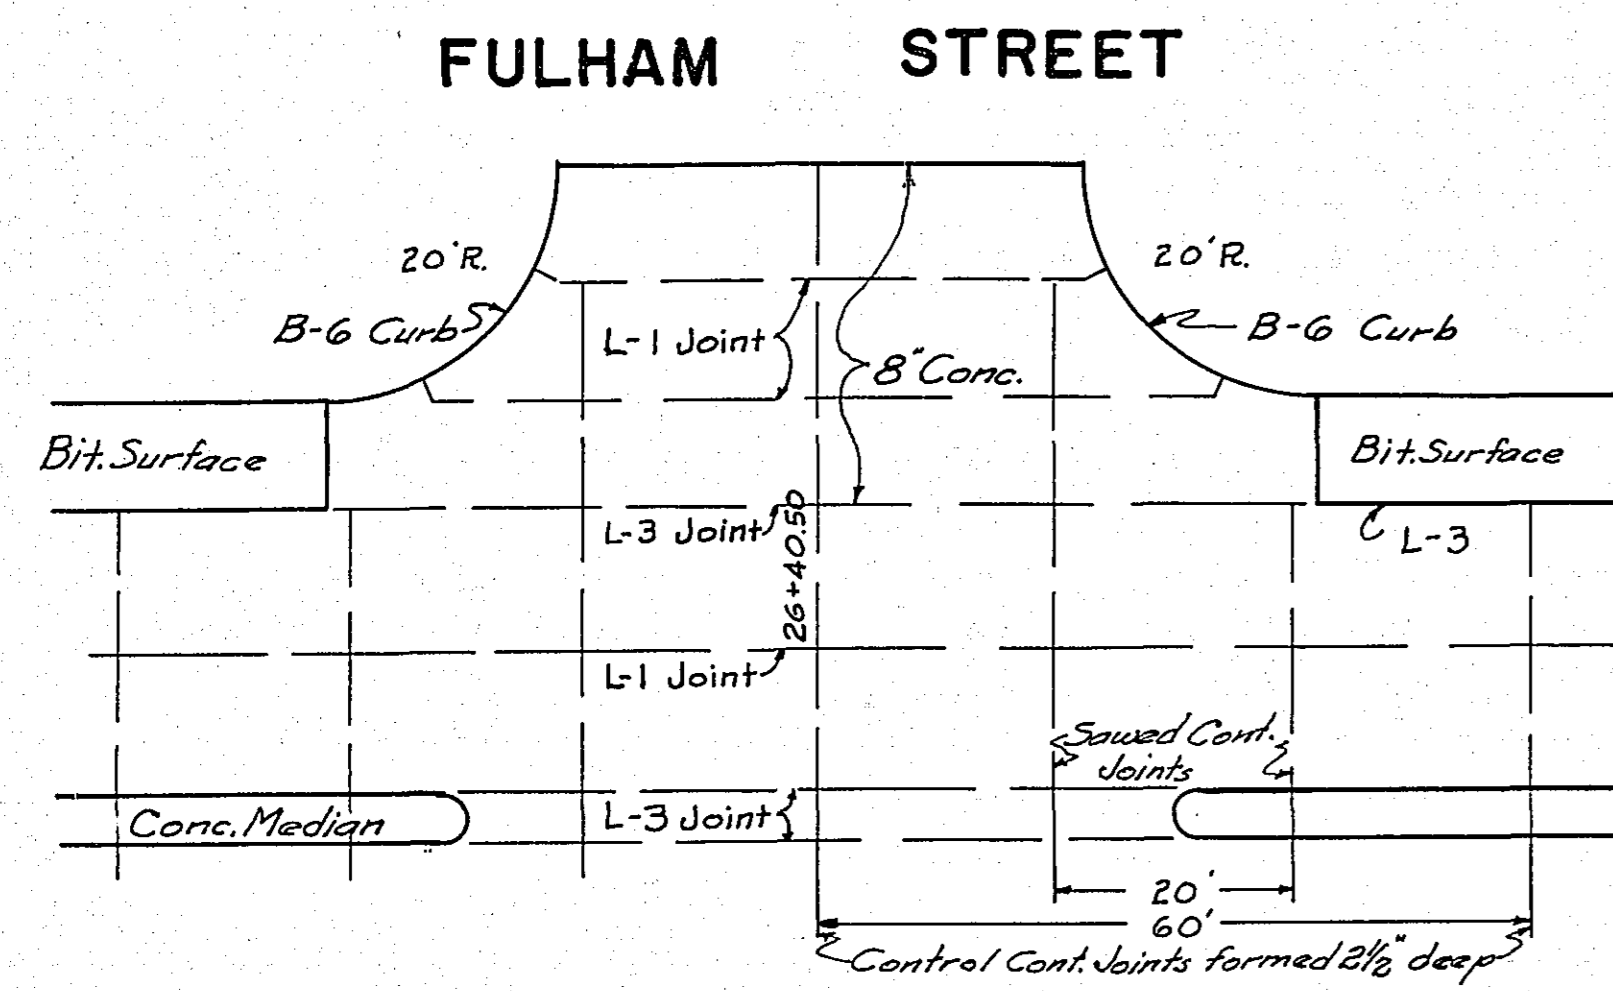 FULHAM STREET
20'R.
20'R.
B-6 Curb
L-1 Joint
B-6 Curb
8" Conc.
Bit. Surface
Bit. Surface
L-3 Joint
26+40.50
L-3
L-1 Joint
Sawed Cont.
Joints
Conc. Median
L-3 Joint
20'
60'
Control Cont. Joints formed 2½" deep